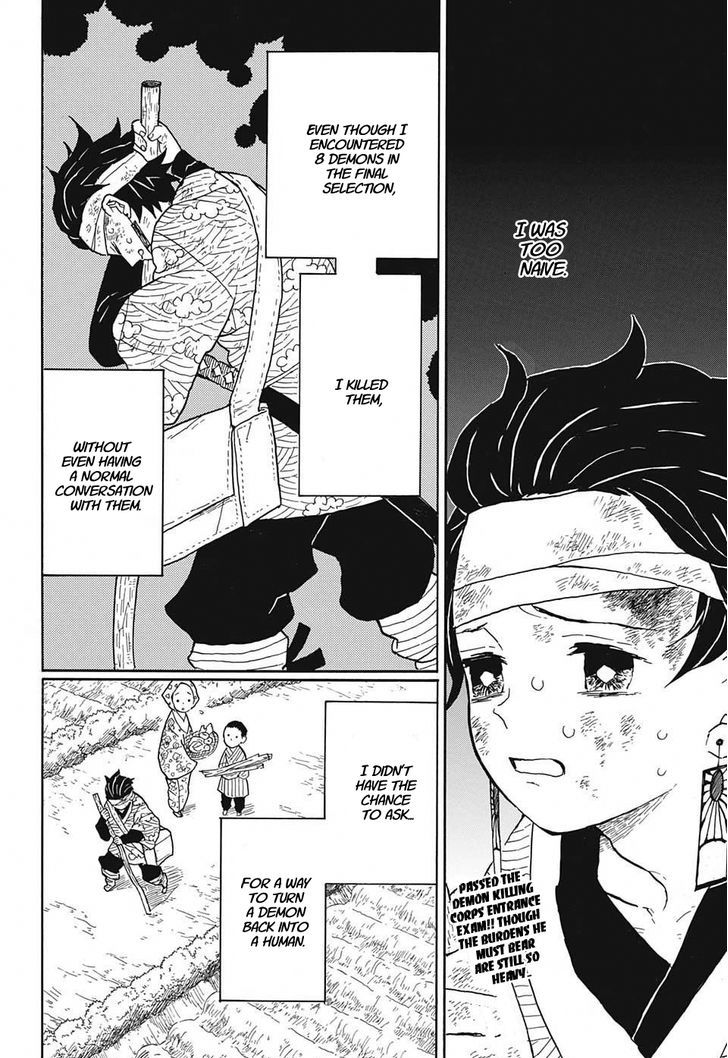 I WAS
TOO
NAIVE.
PASSED THE
DEMON KILLING
CORPS ENTRANCE
EXAM!! THOUGH
THE BURDENS HE
MUST BEAR
ARE STILL SO
HEAVY...
EVEN THOUGH I
ENCOUNTERED
8 DEMONS IN
THE FINAL
SELECTION,
I KILLED
THEM,
WITHOUT
EVEN HAVING
A NORMAL
CONVERSATION
WITH THEM.
I DIDN'T
HAVE THE
CHANCE
TO ASK...
FOR A WAY
TO TURN
A DEMON
BACK INTO
A HUMAN.